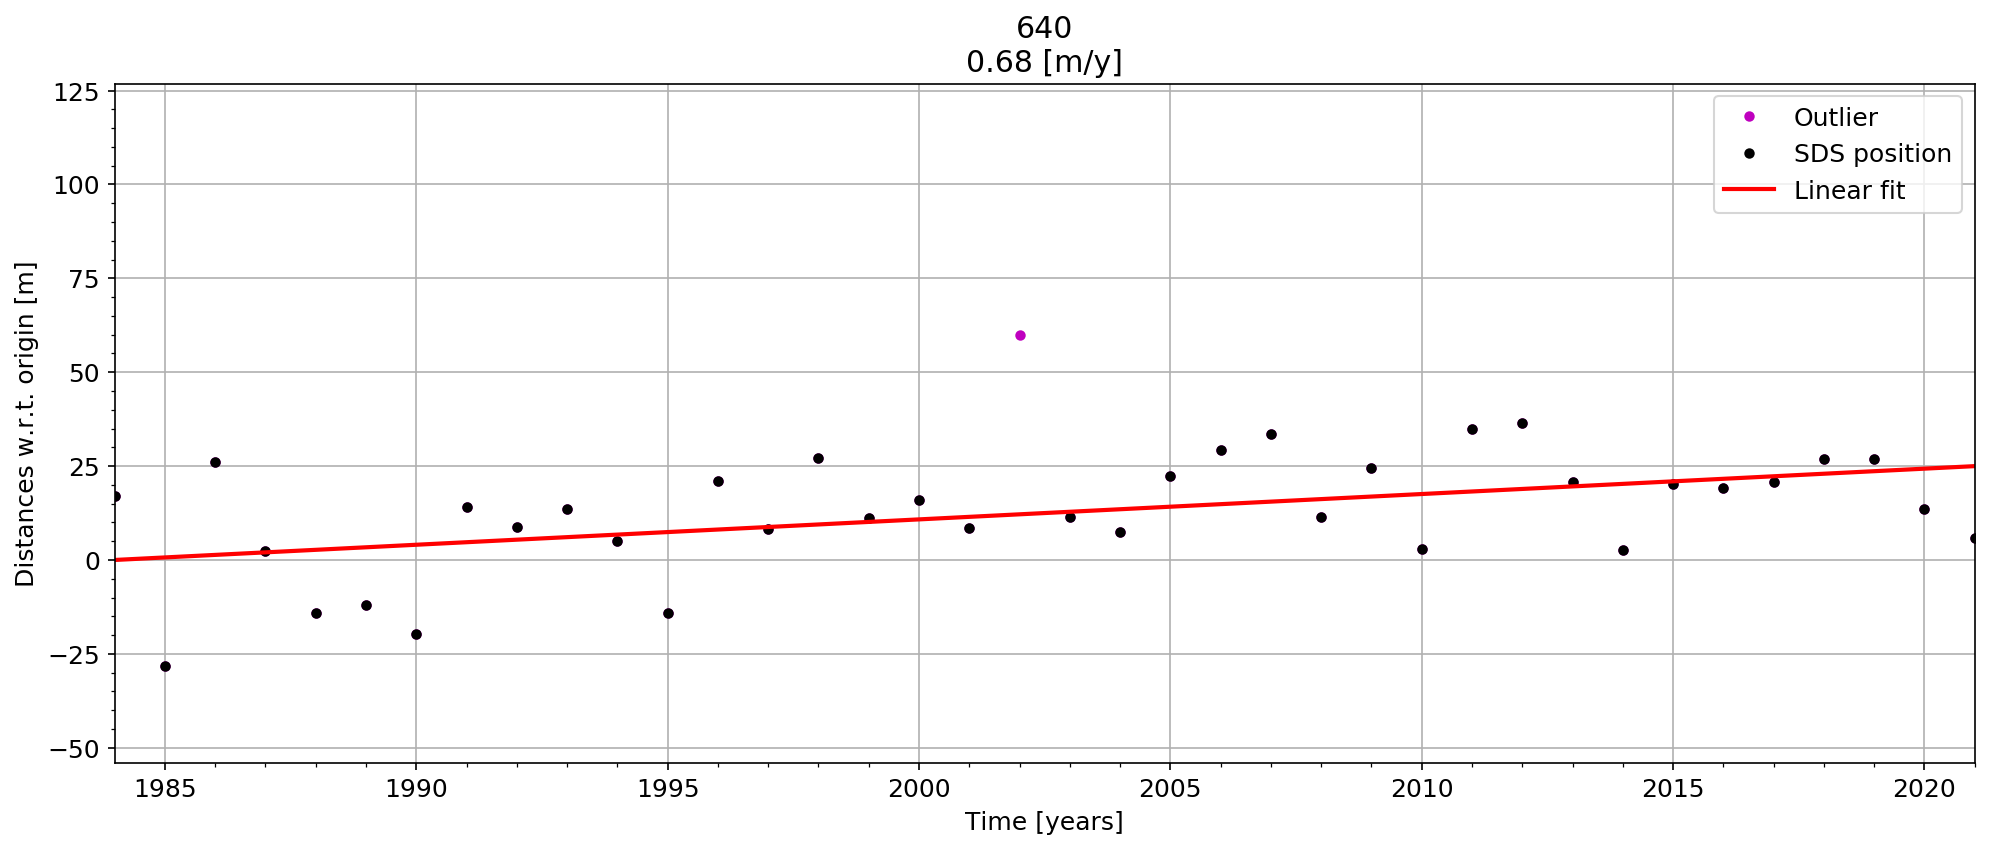 640
0.68 [m/y]
125
100
75
50
25
0
−25
−50
Distances w.r.t. origin [m]
Outlier
SDS position
Linear fit
1985 1990 1995 2000 2005 2010 2015 2020
Time [years]